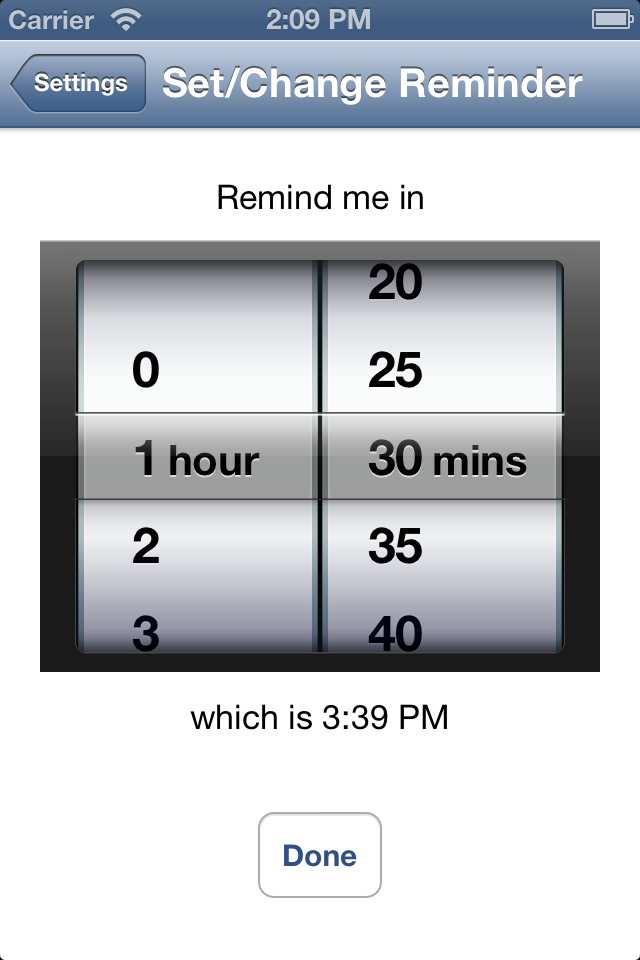 Carrier 2:09 PM
Settings Set/Change Reminder
Remind me in
20
0 25
1 hour 30 mins
2 35
3 40
which is 3:39 PM
Done